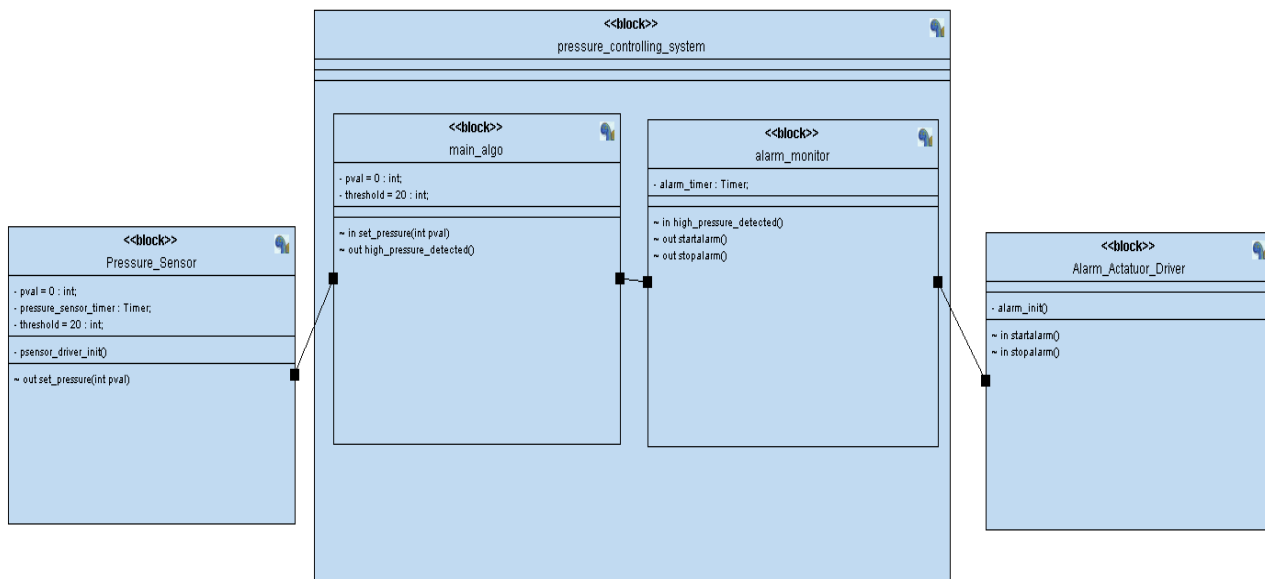 <<block>>
pressure_controlling_system
<<block>>
main_algo
- pval = 0 : int;
- threshold = 20 : int;
~ in set_pressure(int pval)
~ out high_pressure_detected()
<<block>>
alarm_monitor
- alarm_timer : Timer;
~ in high_pressure_detected()
~ out startalarm()
~ out stopalarm()
<<block>>
Pressure_Sensor
- pval = 0 : int;
- pressure_sensor_timer : Timer;
- threshold = 20 : int;
- psensor_driver_init()
~ out set_pressure(int pval)
<<block>>
Alarm_Actatuor_Driver
- alarm_init()
~ in startalarm()
~ in stopalarm()